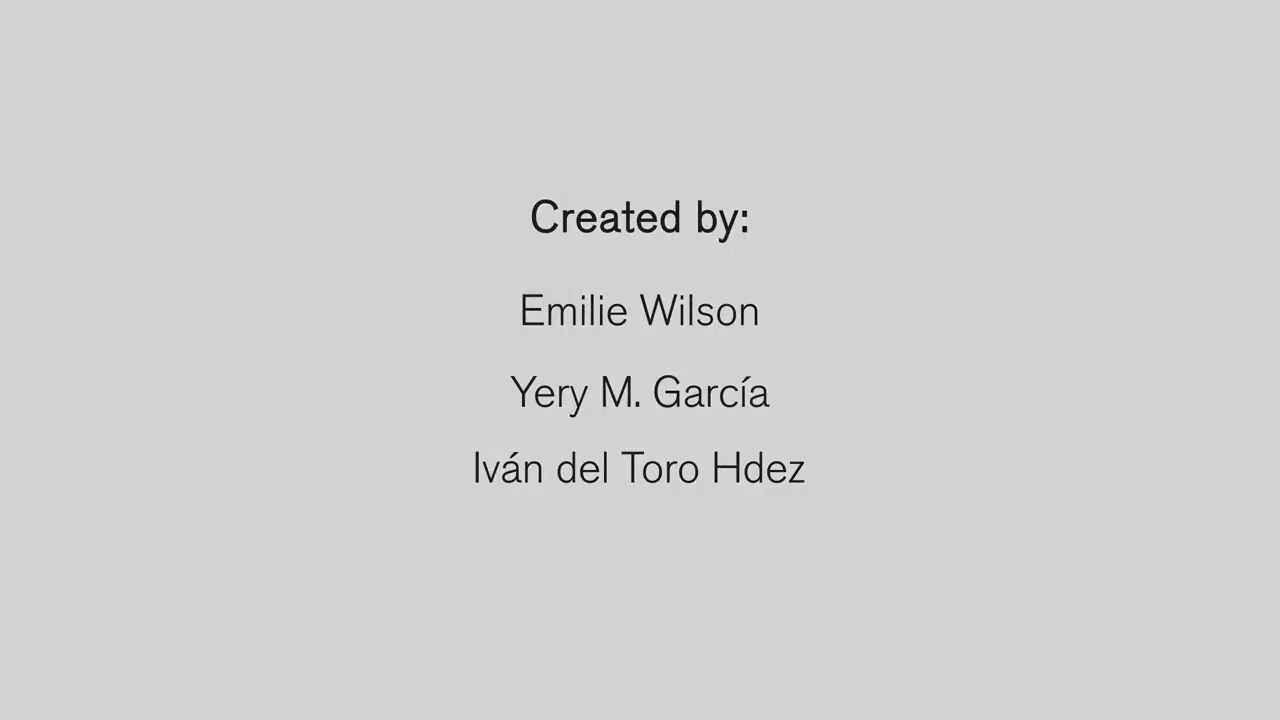 Created by:
Emilie Wilson
Yery M. García
Iván del Toro Hdez